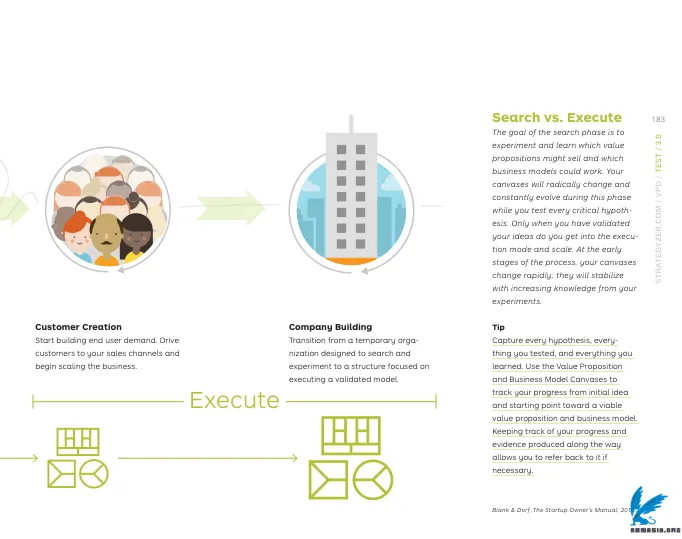 Search vs. Execute
The goal of the search phase is to
experiment and learn which value
propositions might sell and which
business models could work. Your
canvases will radically change and
constantly evolve during this phase
while you test every critical hypoth-
esis. Only when you have validated
your ideas do you get into the execu-
tion mode and scale. At the early
stages of the process, your canvases
change rapidly; they will stabilize
with increasing knowledge from your
experiments.
183
STRATEGYZER.COM / VPD / TEST / 3.0
Customer Creation
Start building end user demand. Drive
customers to your sales channels and
begin scaling the business.
Company Building
Transition from a temporary orga-
nization designed to search and
experiment to a structure focused on
executing a validated model.
Tip
Capture every hypothesis, every-
thing you tested, and everything you
learned. Use the Value Proposition
and Business Model Canvases to
track your progress from initial idea
and starting point toward a viable
value proposition and business model.
Keeping track of your progress and
evidence produced along the way
allows you to refer back to it if
necessary.
Execute
Blank & Dorf ,The Startup Owner's Manual,
ABNASIA.ORG